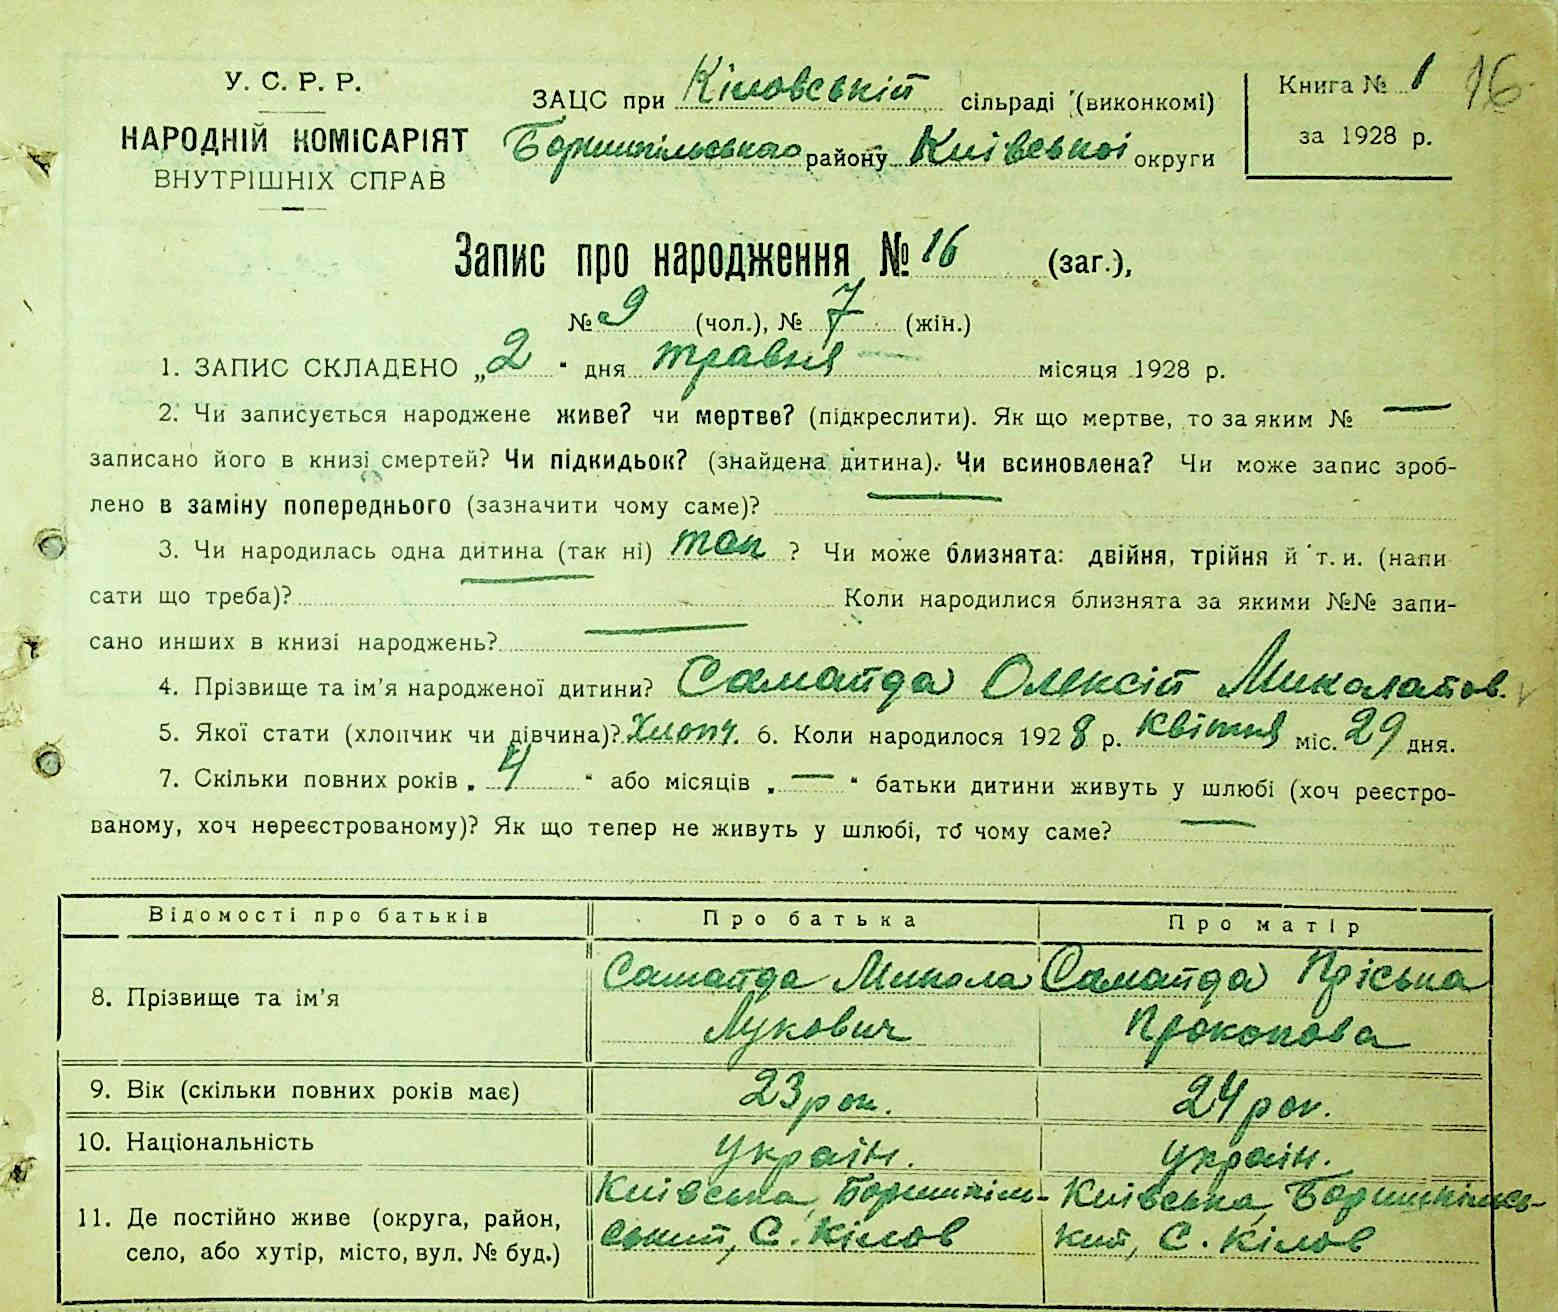 У. С. Р. Р.
НАРОДНІЙ КОМІСАРІЯТ
ВНУТРІШНІХ СПРАВ
ЗАЦС при Кіловській сільраді (виконкомі)
Боришпільського району Київської округи
Книга № 1 16
за 1928 р.
Запис про народження № 16 (заг.),
№ 9 (чол.), № 7 (жін.)
1. ЗАПИС СКЛАДЕНО „2" дня травня місяця 1928 р.
2. Чи записується народжене живе? чи мертве? (підкреслити). Як що мертве, то за яким № —
записано його в книзі смертей? Чи підкидьок? (знайдена дитина). Чи всиновлена? Чи може запис зроб-
лено в заміну попереднього (зазначити чому саме)? —
3. Чи народилась одна дитина (так ні) так ? Чи може близнята: двійня, трійня й т. и. (напи
сати що треба)? — Коли народилися близнята за якими №№ запи-
сано инших в книзі народжень? —
4. Прізвище та ім'я народженої дитини? Самайда Олексій Миколайов.
5. Якої стати (хлопчик чи дівчина)? Хлопч. 6. Коли народилося 1928 р. Квітня міс. 29 дня.
7. Скільки повних років „ 4 " або місяців „ — " батьки дитини живуть у шлюбі (хоч реєстро-
ваному, хоч нереєстрованому)? Як що тепер не живуть у шлюбі, то чому саме? —
Відомості про батьків Про батька Про матір
8. Прізвище та ім'я Самайда Микола Лукович Самайда Пріська Прокопова
9. Вік (скільки повних років має) 23 рок. 24 рок.
10. Національність україн. україн.
11. Де постійно живе (округа, район, Київська, Боришпіль- Київська, Боришпільсь-
село, або хутір, місто, вул. № буд.) ський, С. Кілов кий, С. Кілов